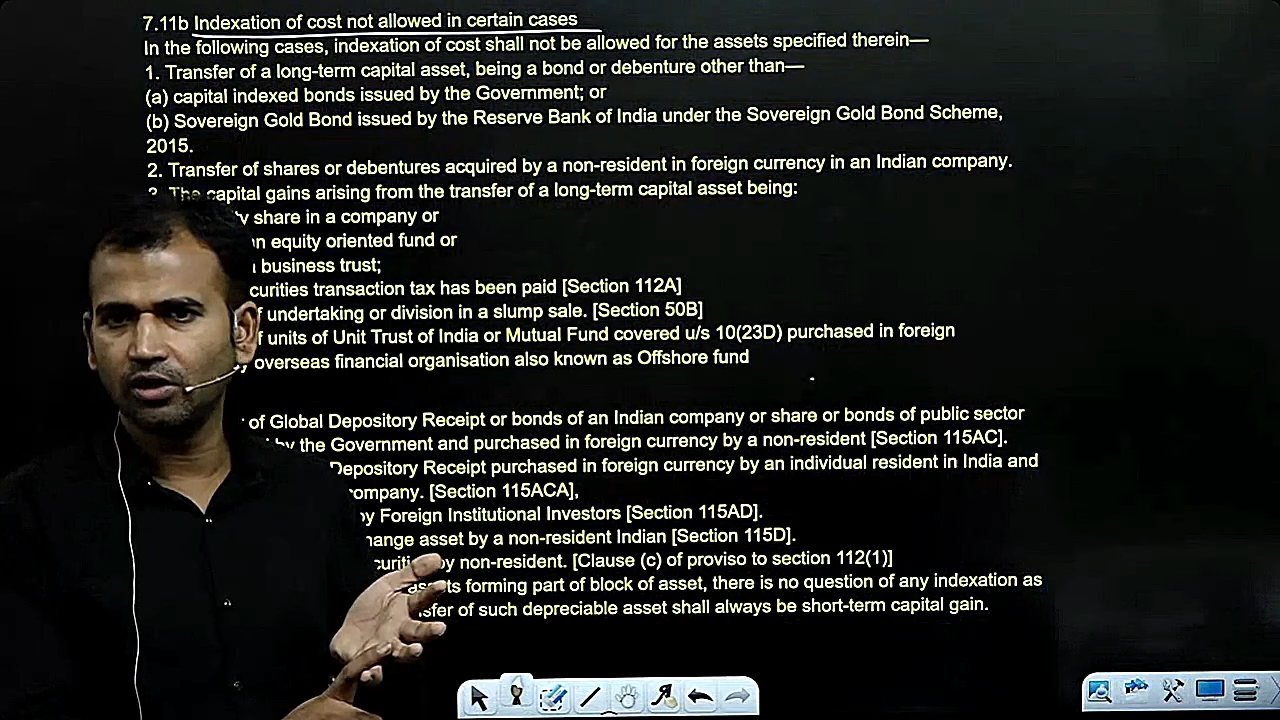 7.11b Indexation of cost not allowed in certain cases
In the following cases, indexation of cost shall not be allowed for the assets specified therein—
1. Transfer of a long-term capital asset, being a bond or debenture other than—
(a) capital indexed bonds issued by the Government; or
(b) Sovereign Gold Bond issued by the Reserve Bank of India under the Sovereign Gold Bond Scheme,
2015.
2. Transfer of shares or debentures acquired by a non-resident in foreign currency in an Indian company.
The capital gains arising from the transfer of a long-term capital asset being:
share in a company or
equity oriented fund or
business trust;
transaction tax has been paid [Section 112A]
undertaking or division in a slump sale. [Section 50B]
units of Unit Trust of India or Mutual Fund covered u/s 10(23D) purchased in foreign
overseas financial organisation also known as Offshore fund
of Global Depository Receipt or bonds of an Indian company or share or bonds of public sector
by the Government and purchased in foreign currency by a non-resident [Section 115AC].
Depository Receipt purchased in foreign currency by an individual resident in India and
company. [Section 115ACA],
by Foreign Institutional Investors [Section 115AD].
asset by a non-resident Indian [Section 115D].
by non-resident. [Clause (c) of proviso to section 112(1)]
assets forming part of block of asset, there is no question of any indexation as
of such depreciable asset shall always be short-term capital gain.